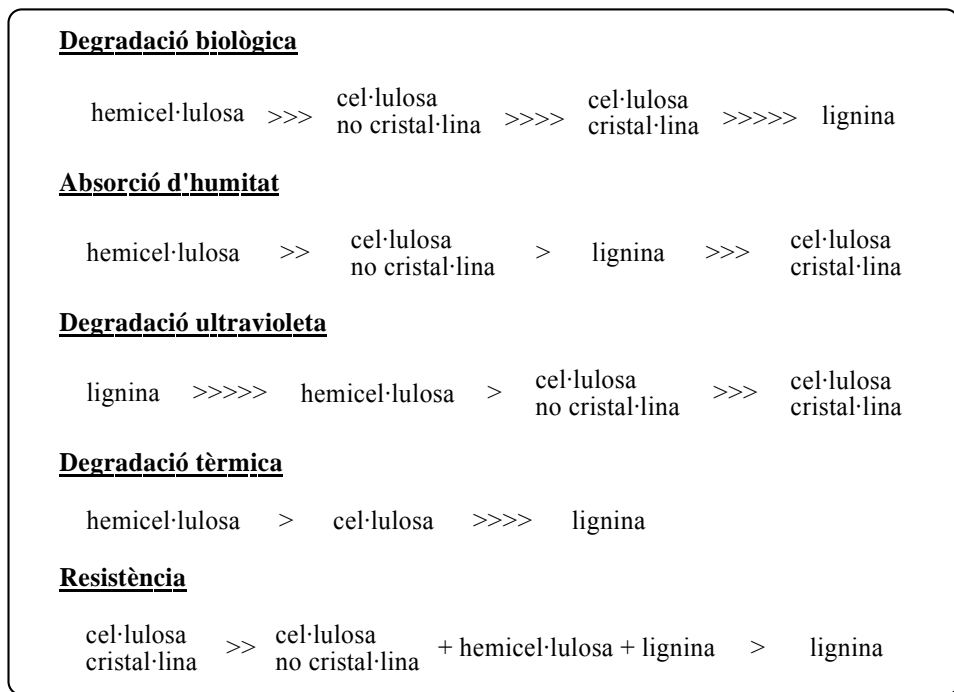 Degradació biològica
hemicel·lulosa >>> cel·lulosa no cristal·lina >>>> cel·lulosa cristal·lina >>>>> lignina
Absorció d'humitat
hemicel·lulosa >> cel·lulosa no cristal·lina > lignina >>> cel·lulosa cristal·lina
Degradació ultravioleta
lignina >>>>> hemicel·lulosa > cel·lulosa no cristal·lina >>> cel·lulosa cristal·lina
Degradació tèrmica
hemicel·lulosa > cel·lulosa >>>> lignina
Resistència
cel·lulosa cristal·lina >> cel·lulosa no cristal·lina + hemicel·lulosa + lignina > lignina